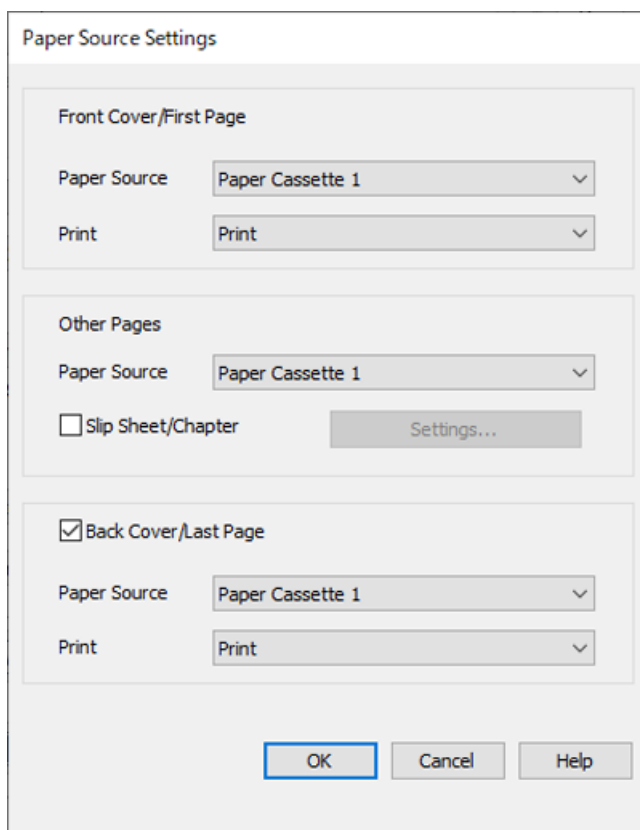 Paper Source Settings
Front Cover/First Page
Paper Source Paper Cassette 1
Print Print
Other Pages
Paper Source Paper Cassette 1
Slip Sheet/Chapter Settings...
Back Cover/Last Page
Paper Source Paper Cassette 1
Print Print
OK Cancel Help